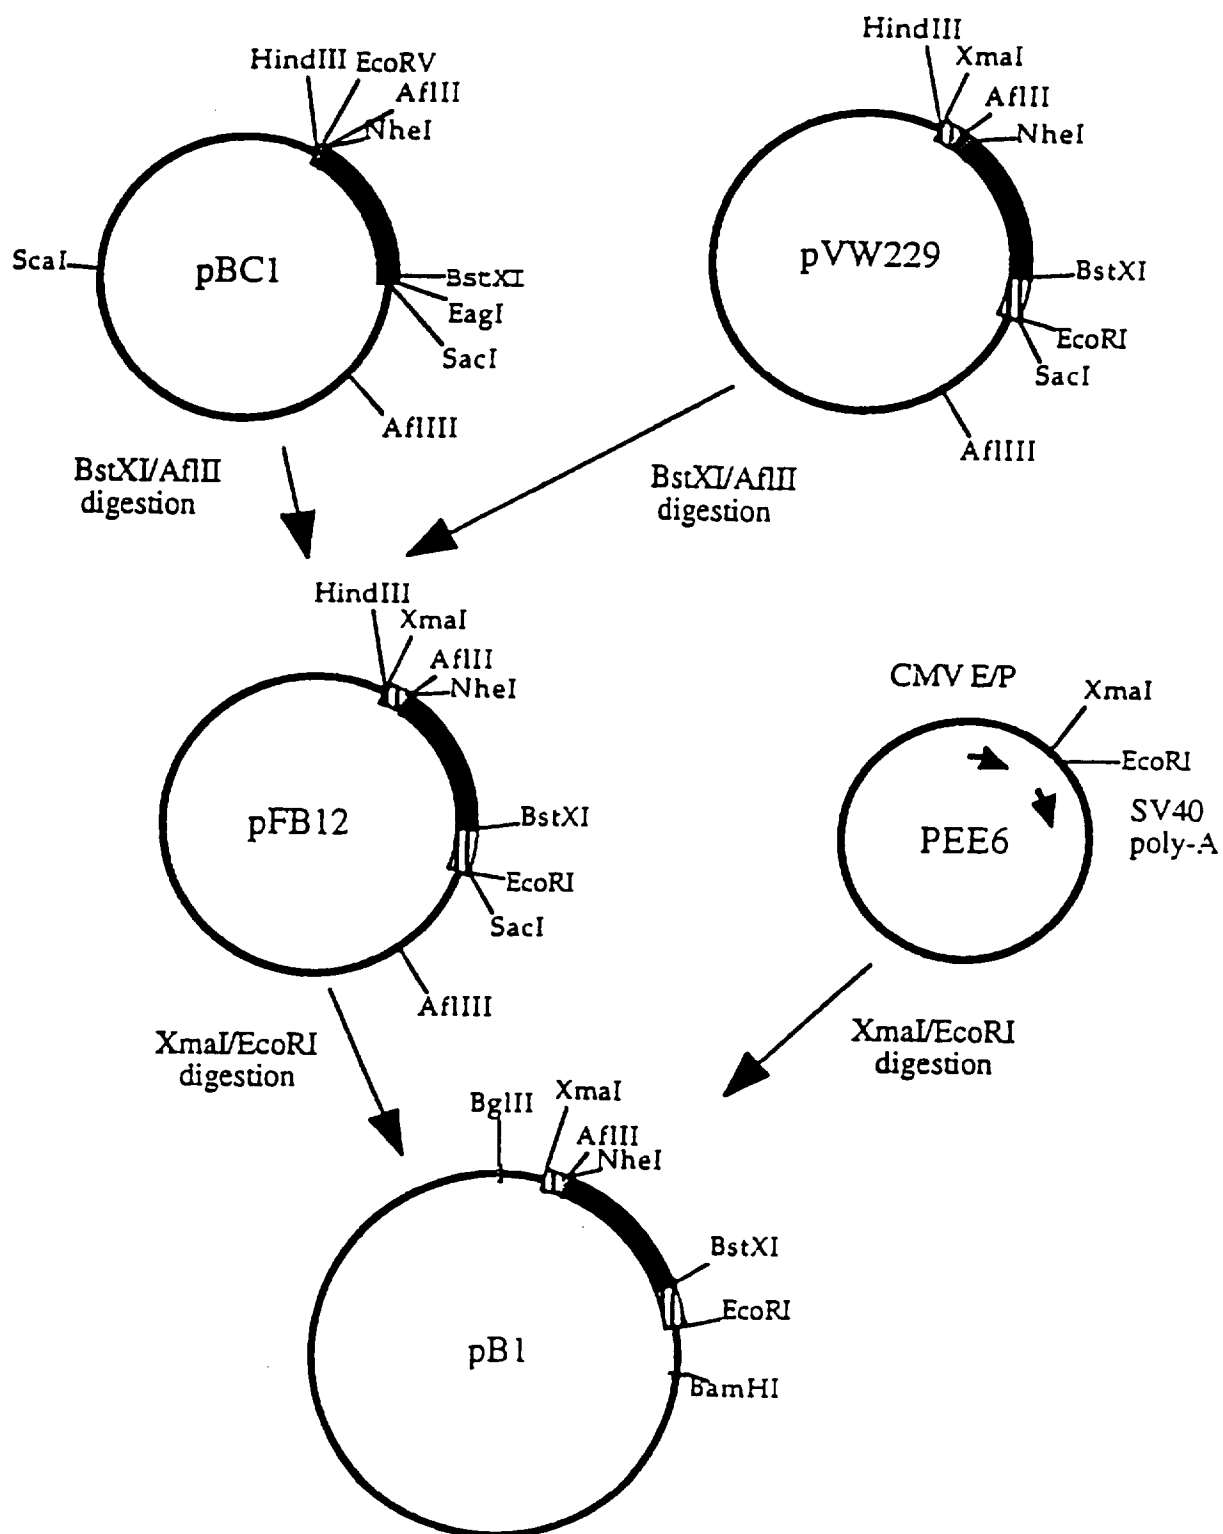 HindIII EcoRV
AflII
NheI
ScaI
pBC1
BstXI
EagI
SacI
AflIII
HindIII
XmaI
AflII
NheI
pVW229
BstXI
EcoRI
SacI
AflIII
BstXI/AflII
digestion
BstXI/AflII
digestion
HindIII
XmaI
AflII
NheI
pFB12
BstXI
EcoRI
SacI
AflIII
CMV E/P
XmaI
EcoRI
SV40
poly-A
PEE6
XmaI/EcoRI
digestion
XmaI/EcoRI
digestion
BglII
XmaI
AflII
NheI
BstXI
EcoRI
pB1
BamHI